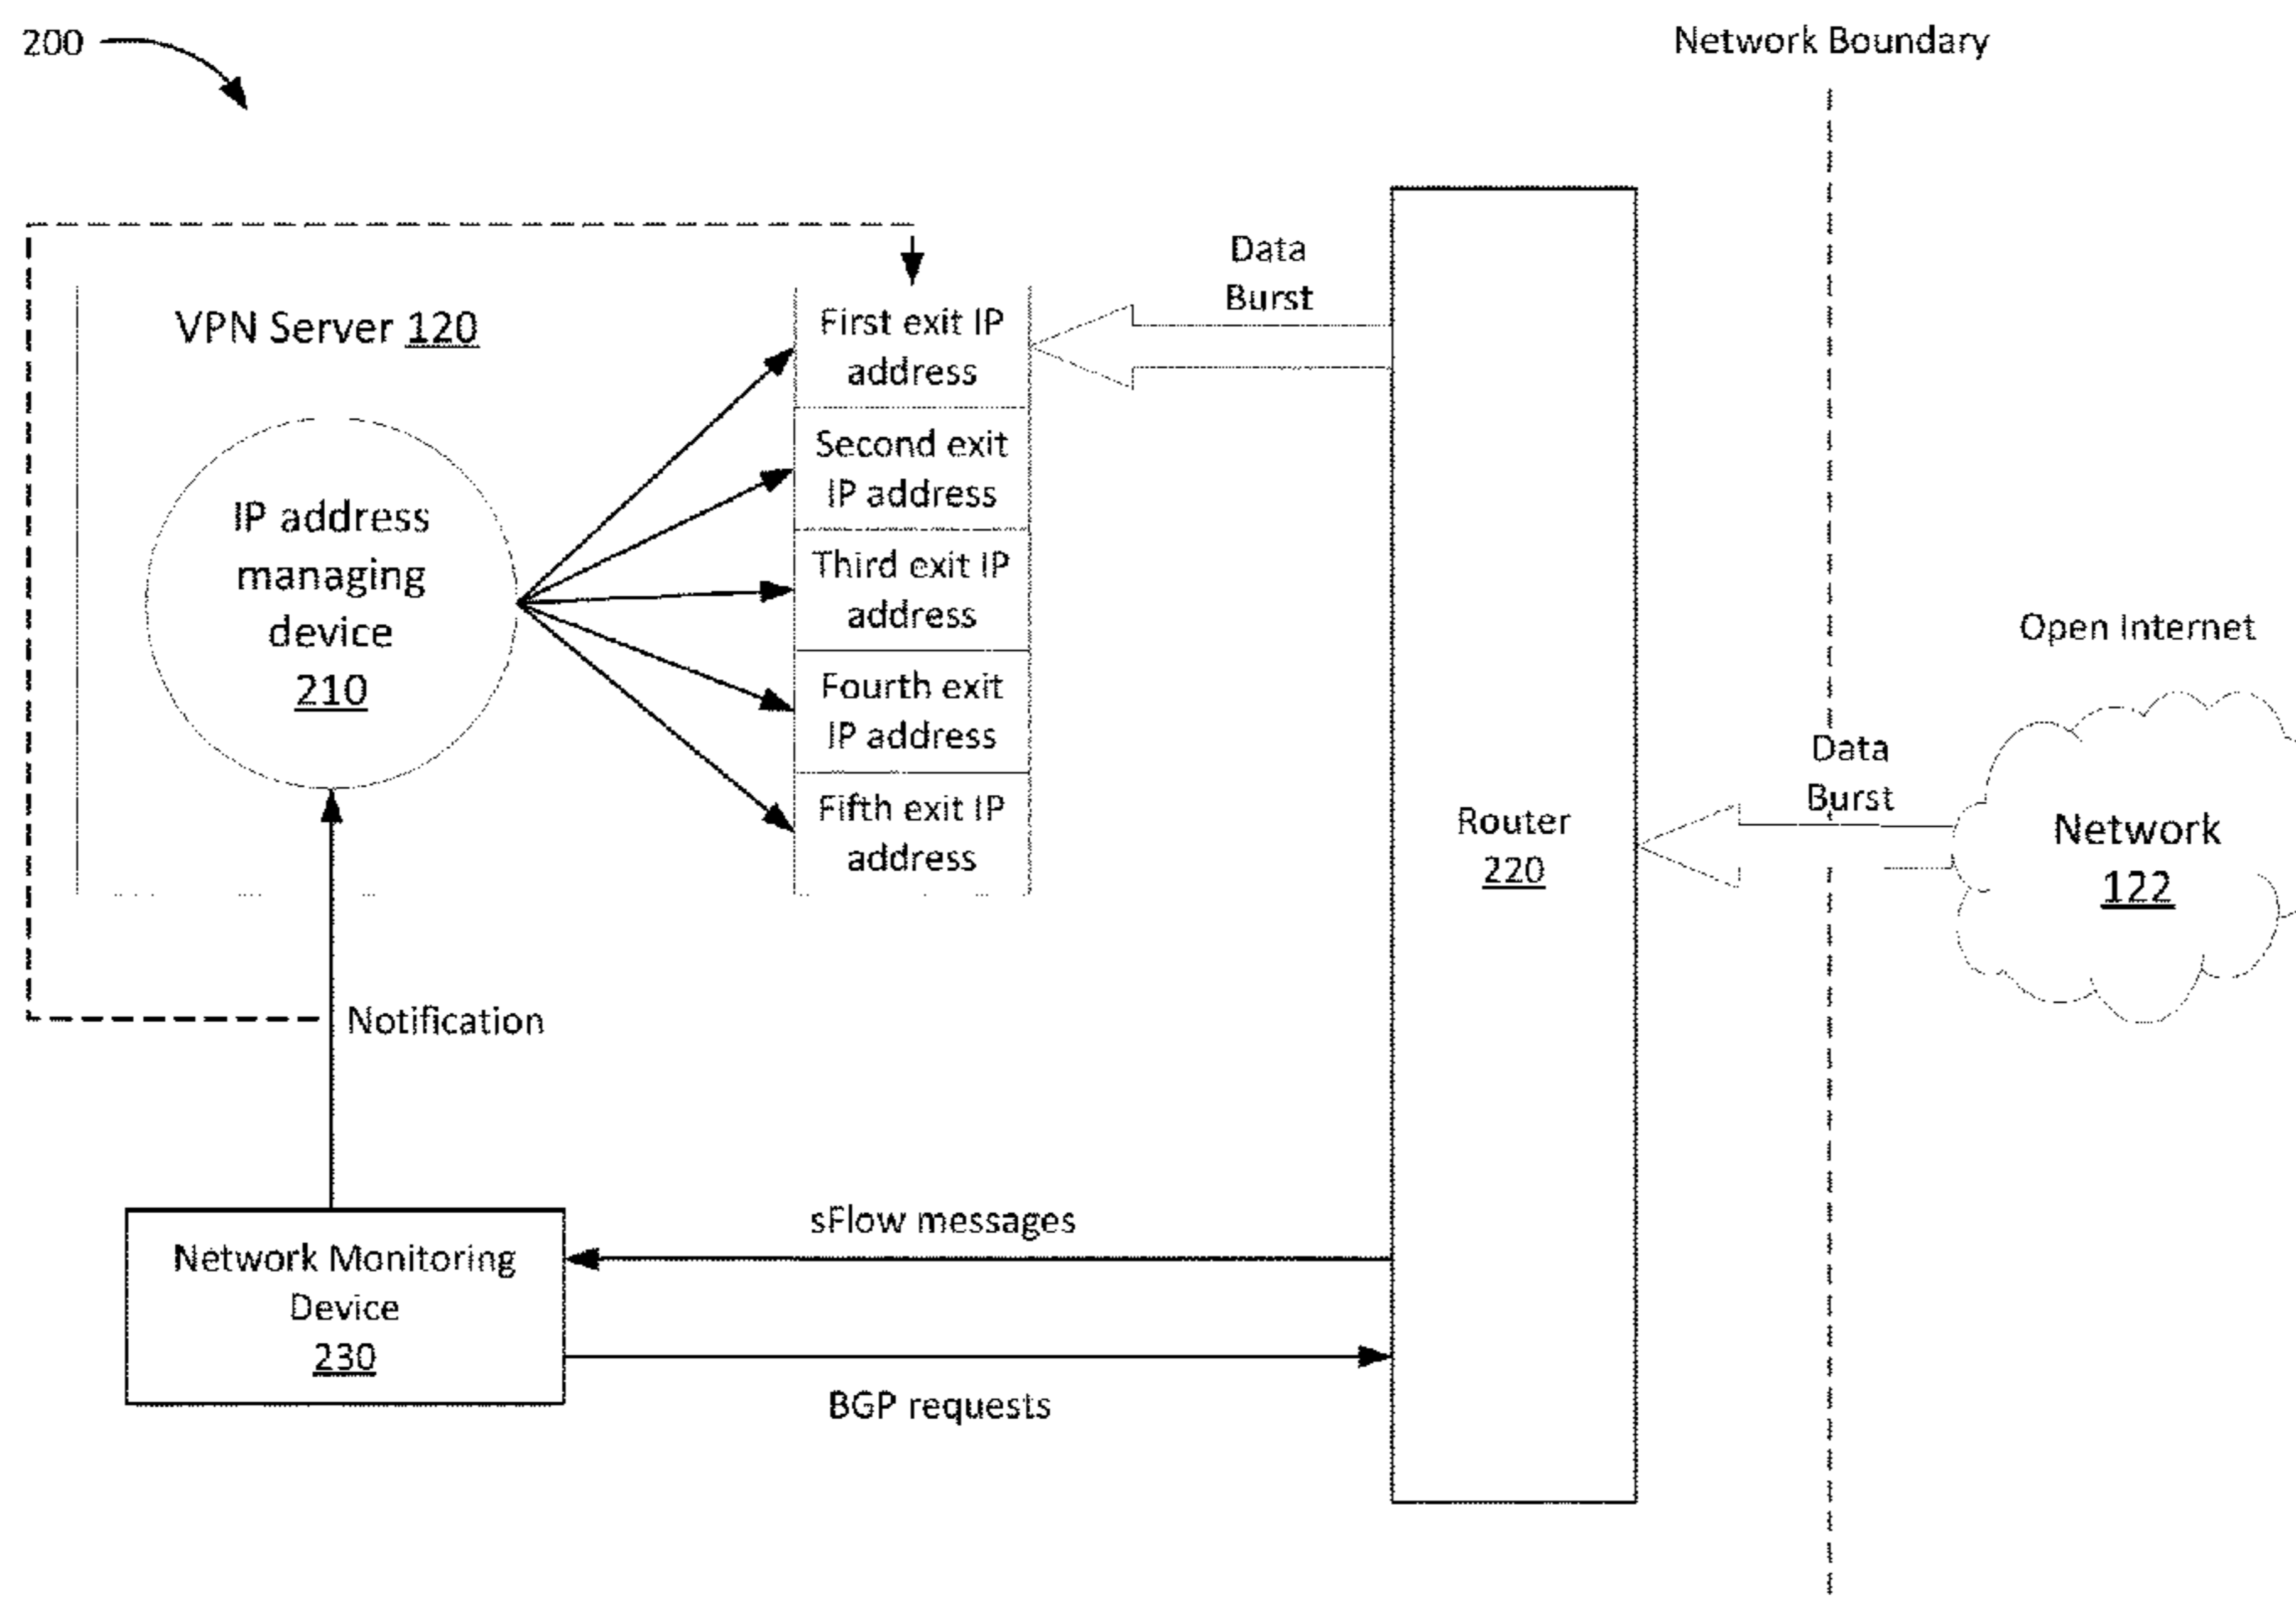 200
Network Boundary
VPN Server 120
IP address
managing
device
210
First exit IP
address
Second exit
IP address
Third exit IP
address
Fourth exit
IP address
Fifth exit IP
address
Data
Burst
Router
220
Open Internet
Data
Burst
Network
122
Notification
Network Monitoring
Device
230
sFlow messages
BGP requests